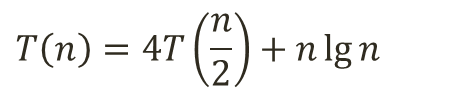 T(n) = 4T(n/2) + n lg n